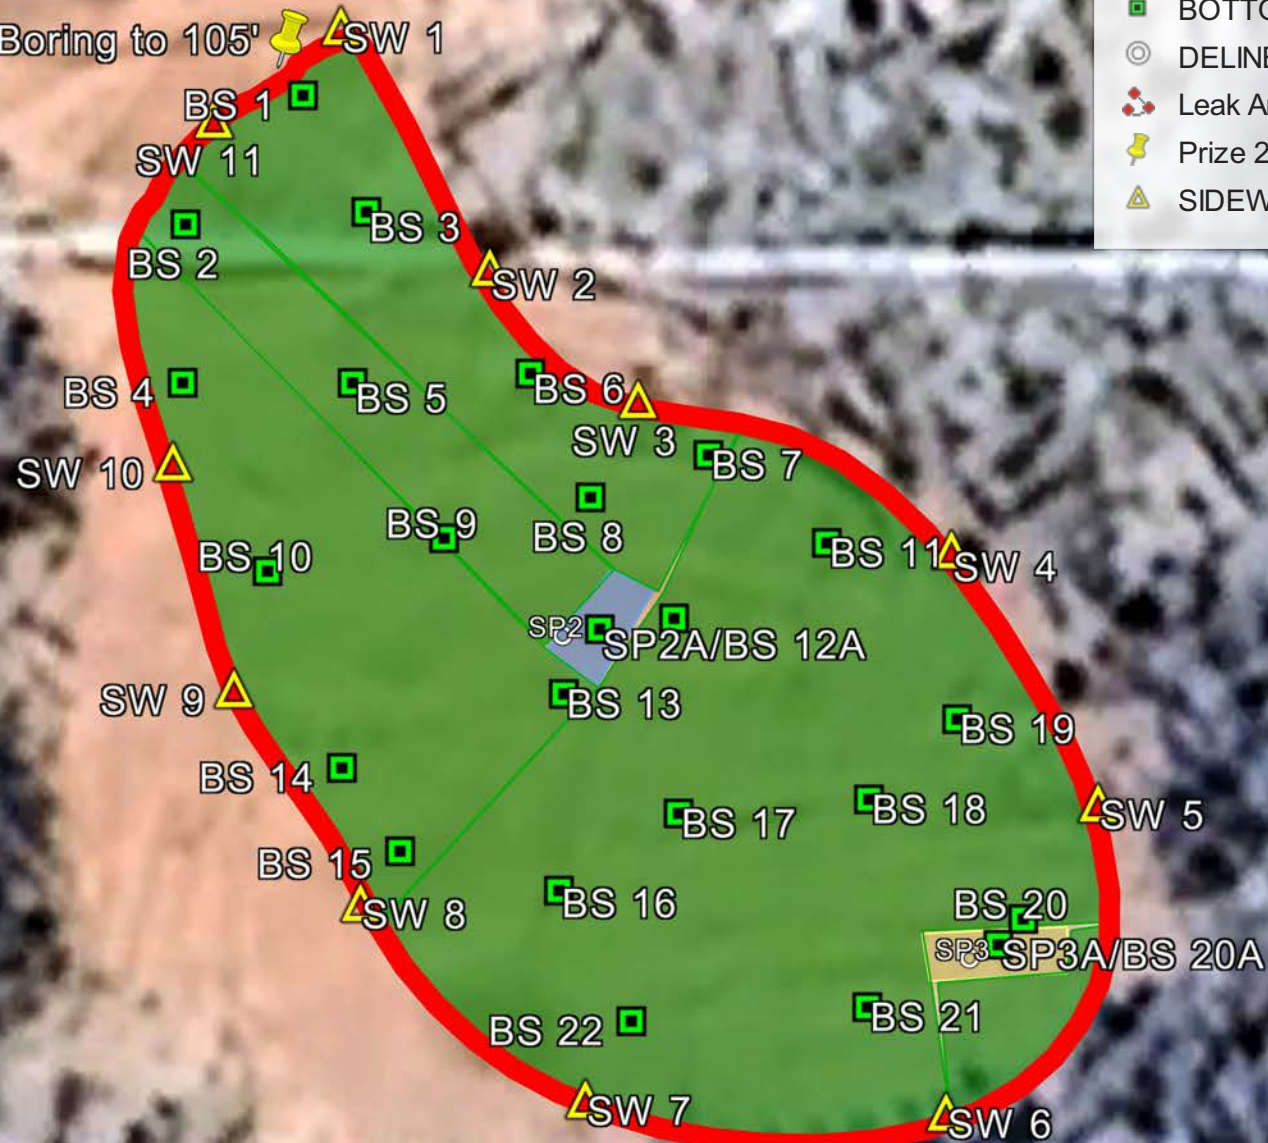 BOTTO
Boring to 105'
SW 1
DELINE
BS 1
Leak A
SW 11
Prize 2
SIDEW
BS 3
BS 2
SW 2
BS 4
BS 5
BS 6
SW 3
SW 10
BS 7
BS 9
BS 8
BS 10
BS 11
SW 4
SP2
SP2A/BS 12A
SW 9
BS 13
BS 19
BS 14
BS 18
SW 5
BS 17
BS 15
BS 16
BS 20
SW 8
SP3
SP3A/BS 20A
BS 21
BS 22
SW 7
SW 6